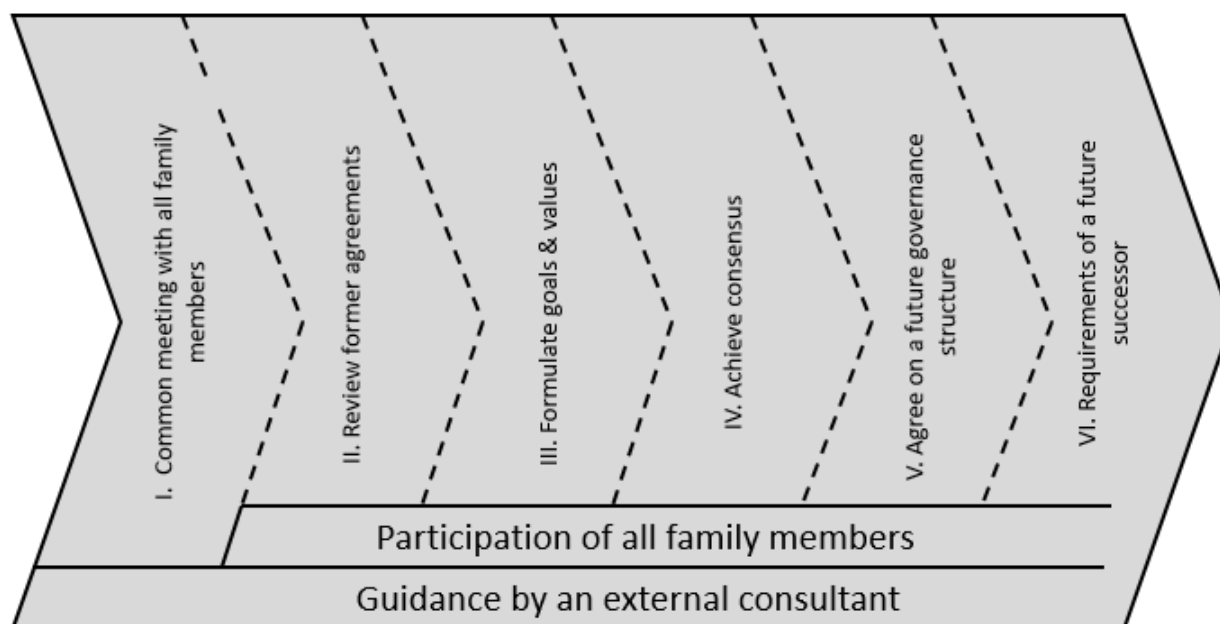 I. Common meeting with all family
members
II. Review former agreements
III. Formulate goals & values
IV. Achieve consensus
V. Agree on a future governance
structure
VI. Requirements of a future
successor
Participation of all family members
Guidance by an external consultant